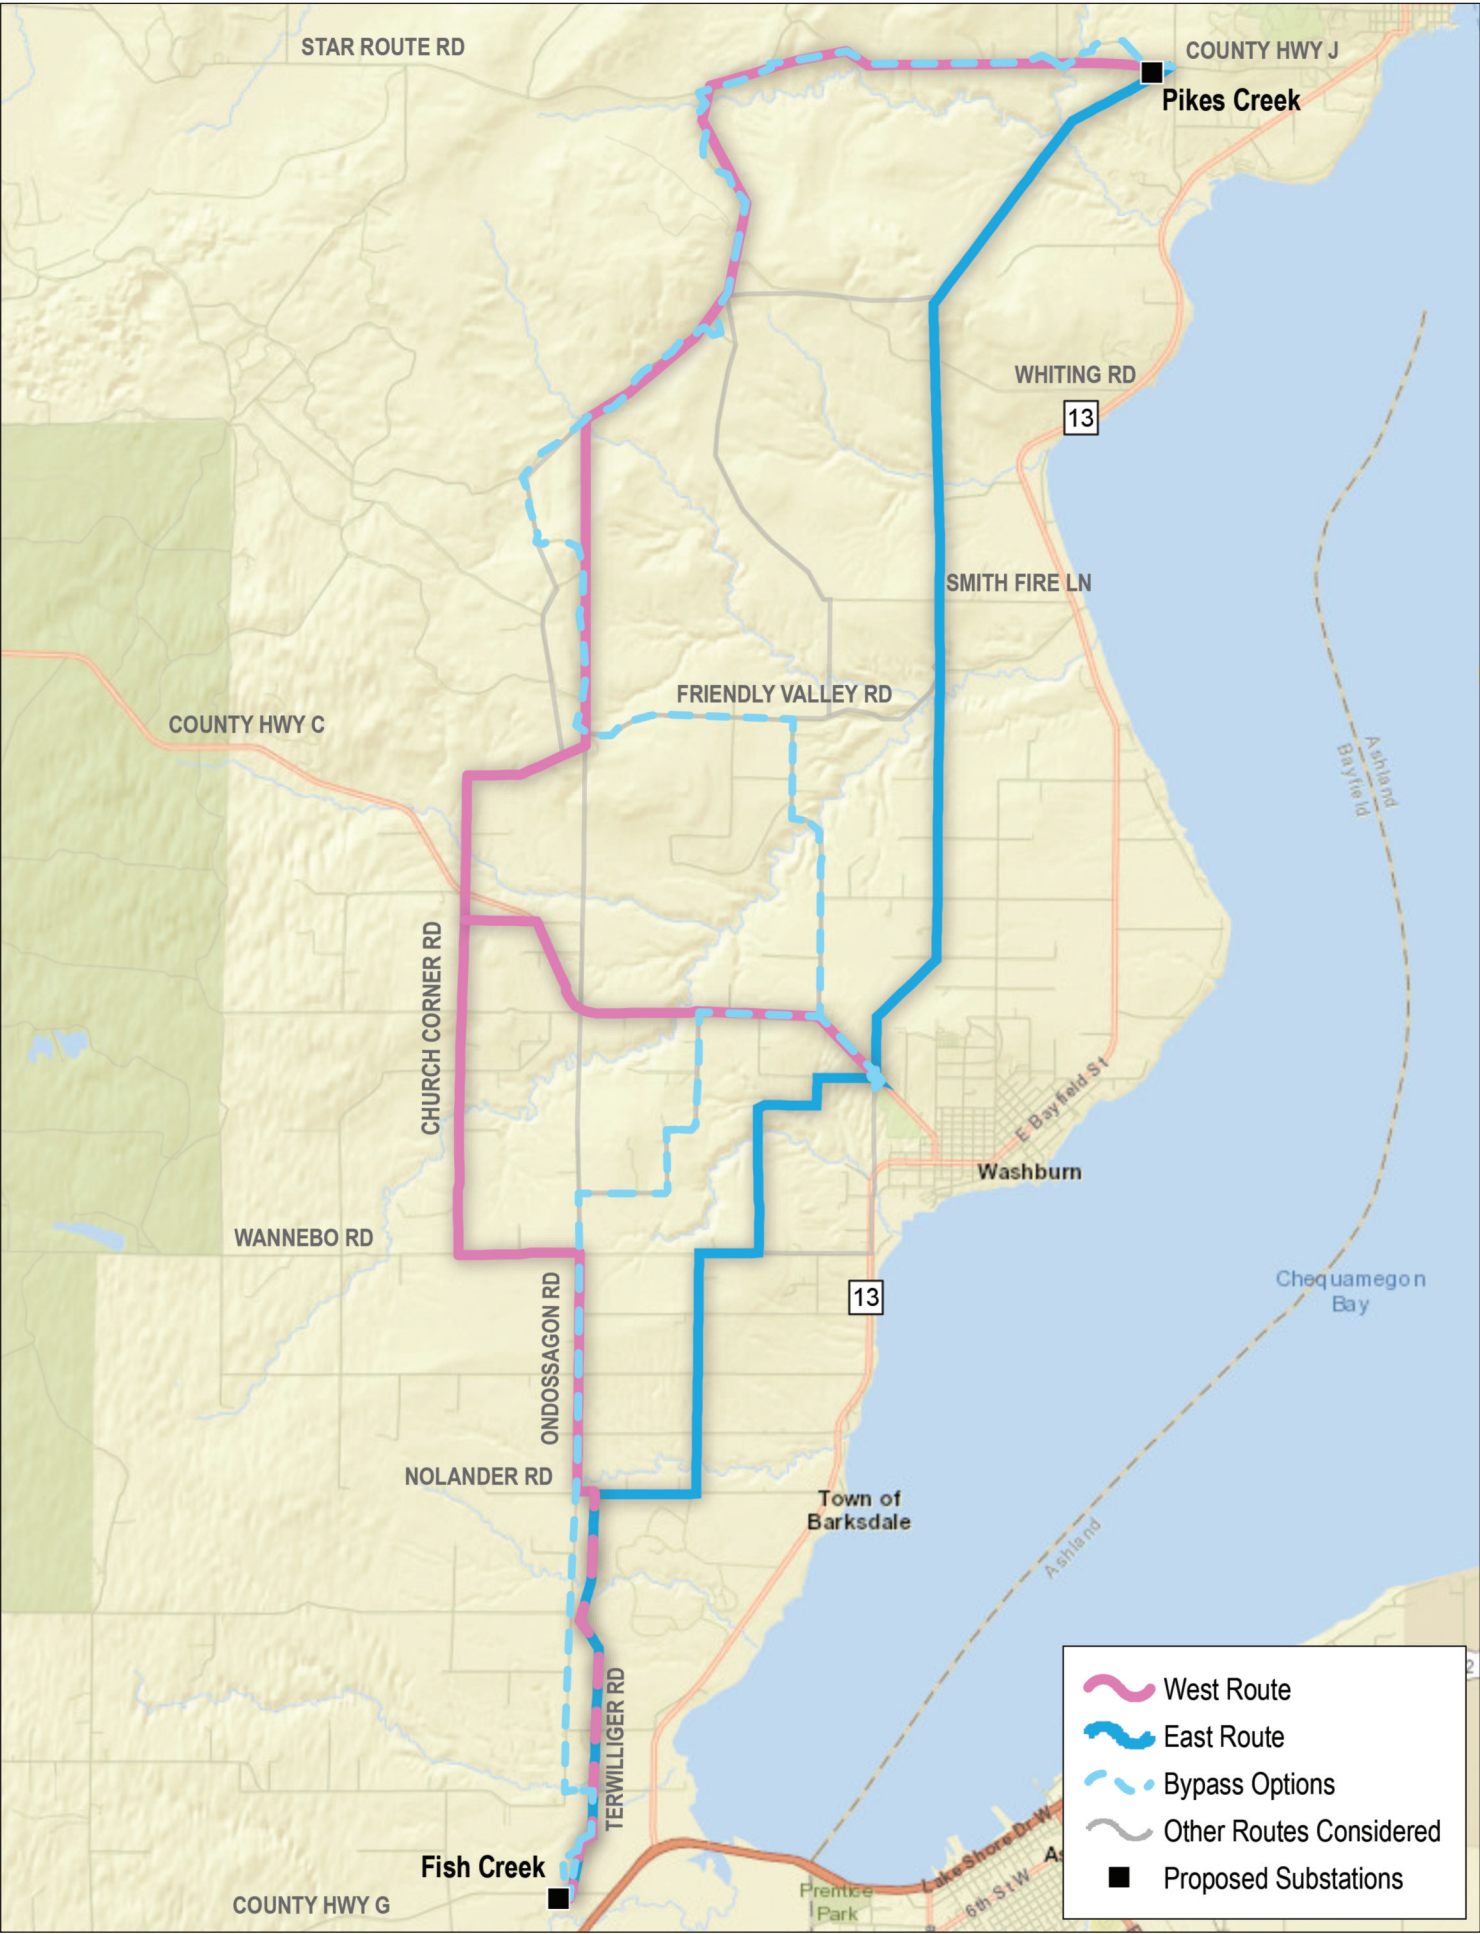 STAR ROUTE RD
COUNTY HWY J
Pikes Creek
WHITING RD
13
SMITH FIRE LN
FRIENDLY VALLEY RD
COUNTY HWY C
Ashland
Bayfield
CHURCH CORNER RD
E Bayfield St
Washburn
WANNEBO RD
Chequamegon
Bay
13
ONDOSSAGON RD
NOLANDER RD
Town of
Barksdale
Ashland
TERWILLIGER RD
Fish Creek
COUNTY HWY G
Prentice
Park
Lake Shore Dr W
6th St W
As
2
West Route
East Route
Bypass Options
Other Routes Considered
Proposed Substations